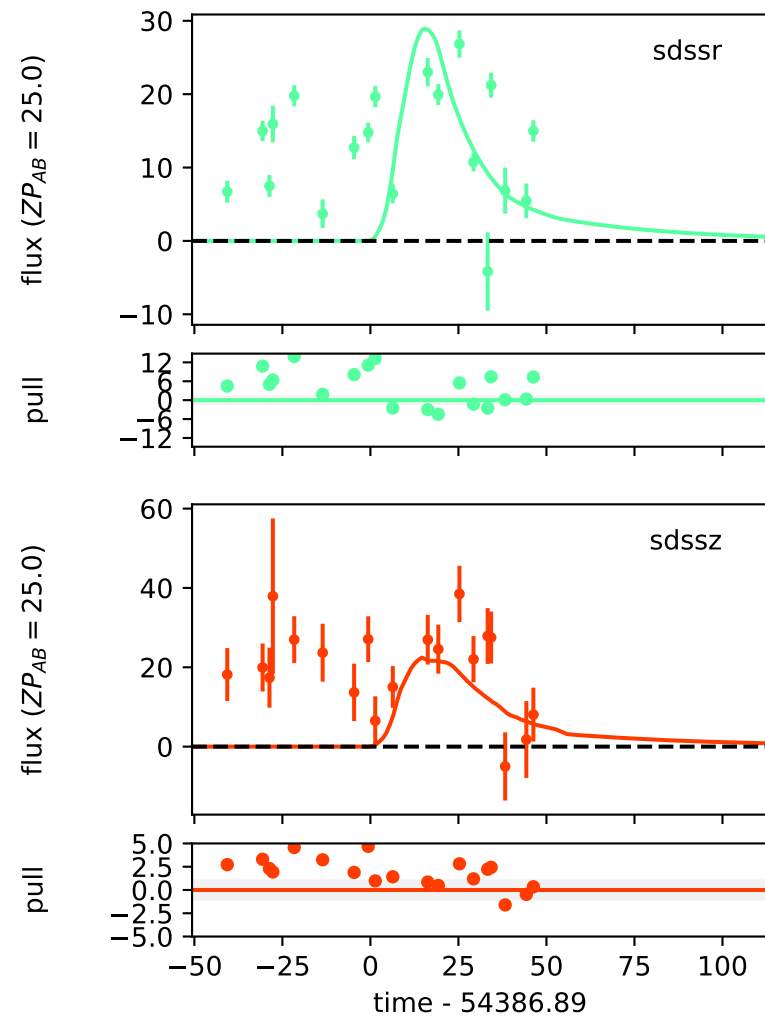 sdssr
flux (ZP_AB = 25.0)
30
20
10
0
−10
pull
12
6
0
−6
−12
sdssz
flux (ZP_AB = 25.0)
60
40
20
0
pull
5.0
2.5
0.0
−2.5
−5.0
−50 −25 0 25 50 75 100
time - 54386.89